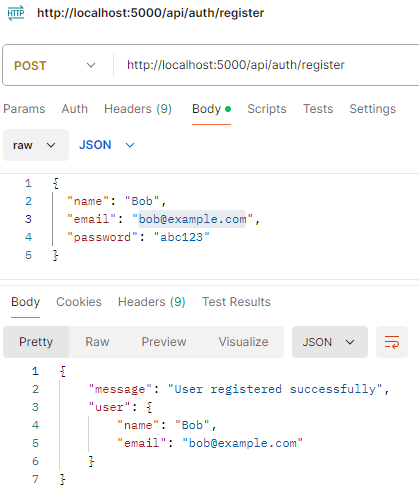 HTTP http://localhost:5000/api/auth/register
POST http://localhost:5000/api/auth/register
Params Auth Headers (9) Body Scripts Tests Settings
raw JSON
1 {
2 "name": "Bob",
3 "email": "bob@example.com",
4 "password": "abc123"
5 }
Body Cookies Headers (9) Test Results
Pretty Raw Preview Visualize JSON
1 {
2 "message": "User registered successfully",
3 "user": {
4 "name": "Bob",
5 "email": "bob@example.com"
6 }
7 }